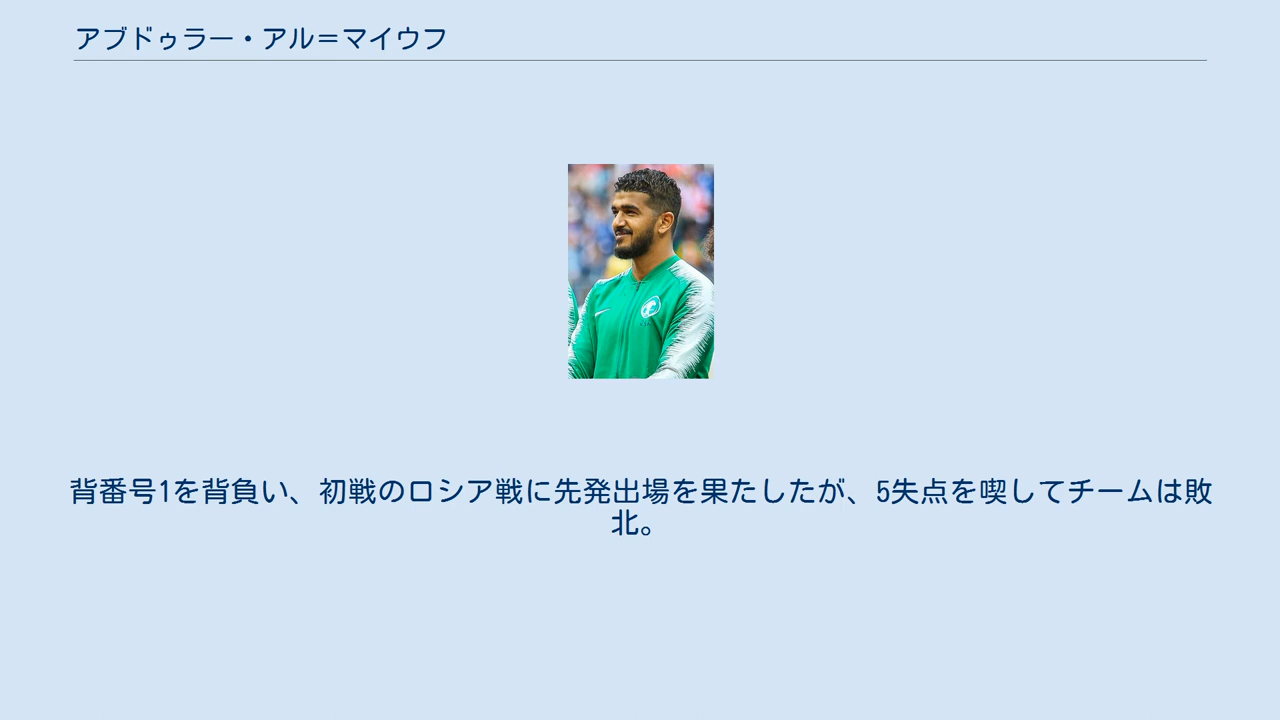 アブドゥラー・アル＝マイウフ
背番号1を背負い、初戦のロシア戦に先発出場を果たしたが、5失点を喫してチームは敗
北。